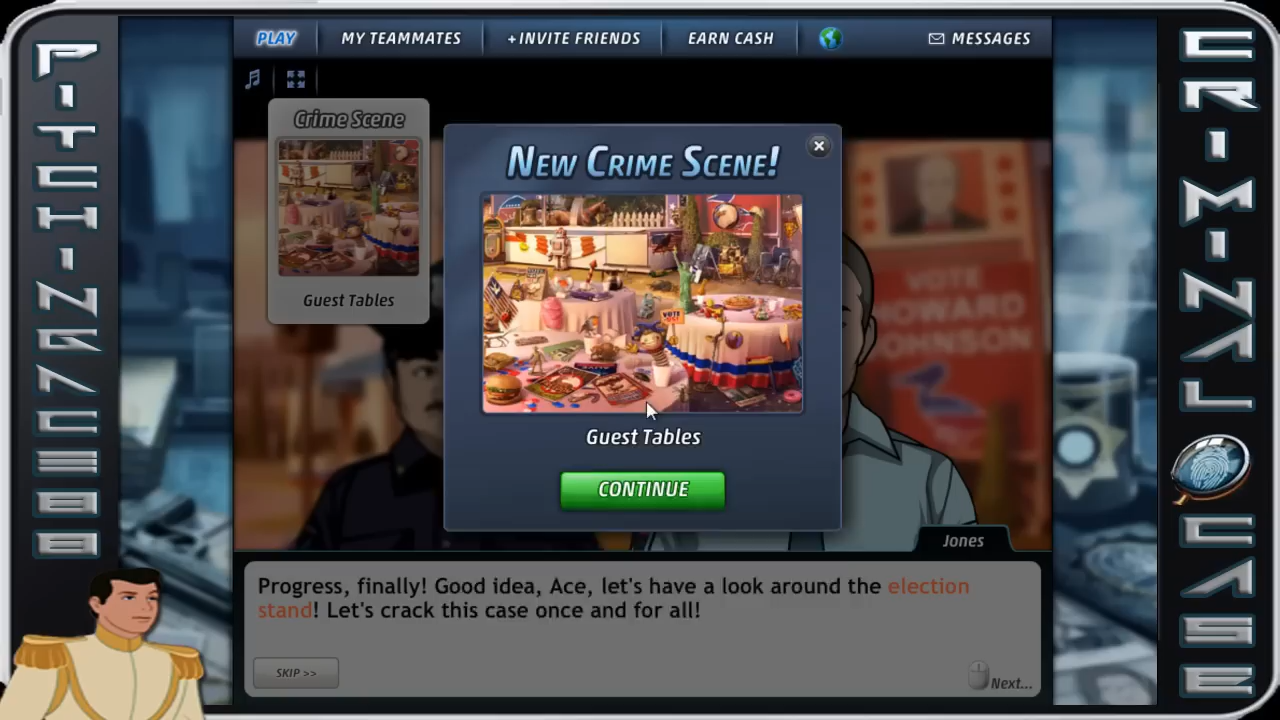 PLAY
MY TEAMMATES
+INVITE FRIENDS
EARN CASH
MESSAGES
Crime Scene
Guest Tables
NEW CRIME SCENE!
VOTE
Guest Tables
CONTINUE
VOTE
HOWARD
JOHNSON
Jones
Progress, finally! Good idea, Ace, let's have a look around the election
stand! Let's crack this case once and for all!
SKIP >>
Next...
CRIMINAL
CASE